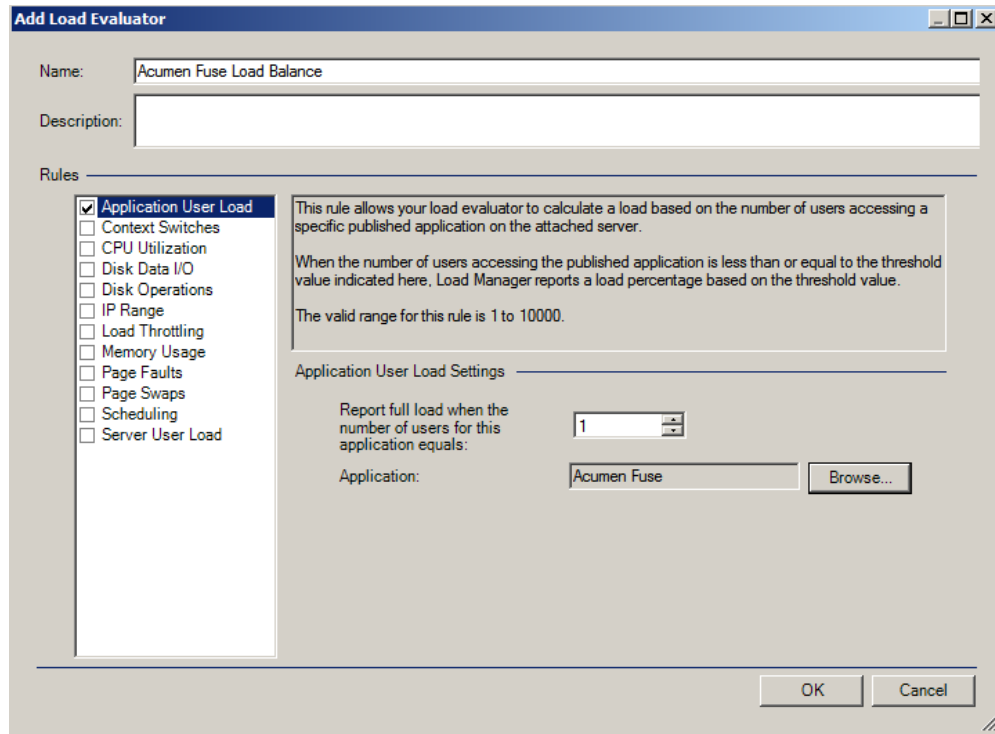 Add Load Evaluator
Name: Acumen Fuse Load Balance
Description:
Rules
Application User Load
Context Switches
CPU Utilization
Disk Data I/O
Disk Operations
IP Range
Load Throttling
Memory Usage
Page Faults
Page Swaps
Scheduling
Server User Load
This rule allows your load evaluator to calculate a load based on the number of users accessing a
specific published application on the attached server.
When the number of users accessing the published application is less than or equal to the threshold
value indicated here, Load Manager reports a load percentage based on the threshold value.
The valid range for this rule is 1 to 10000.
Application User Load Settings
Report full load when the
number of users for this
application equals:
1
Application: Acumen Fuse Browse...
OK Cancel